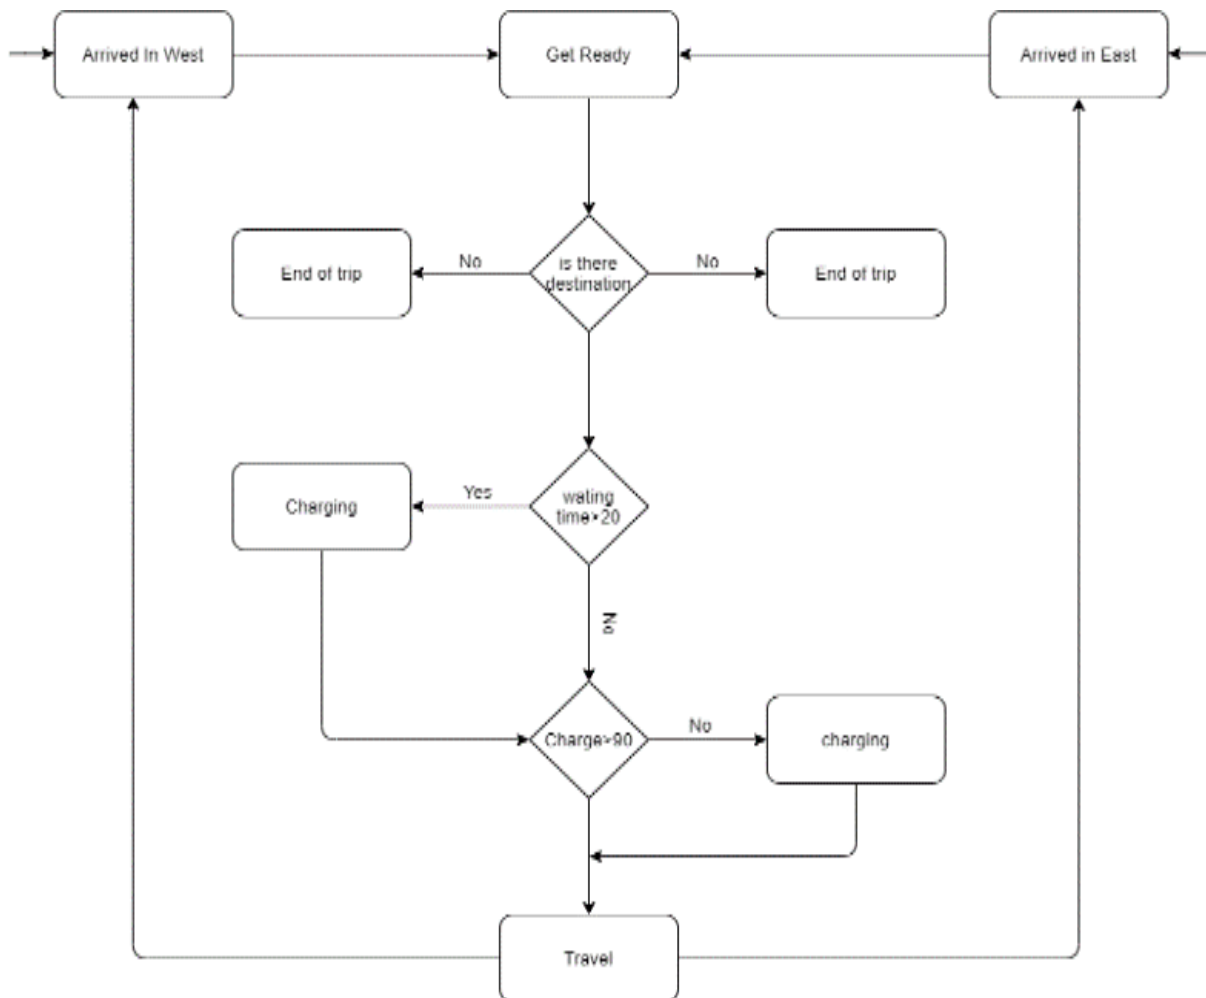 Arrived In West
Get Ready
Arrived in East
End of trip
No
is there
destination
No
End of trip
Charging
Yes
wating
time>20
No
Charge>90
No
charging
Travel